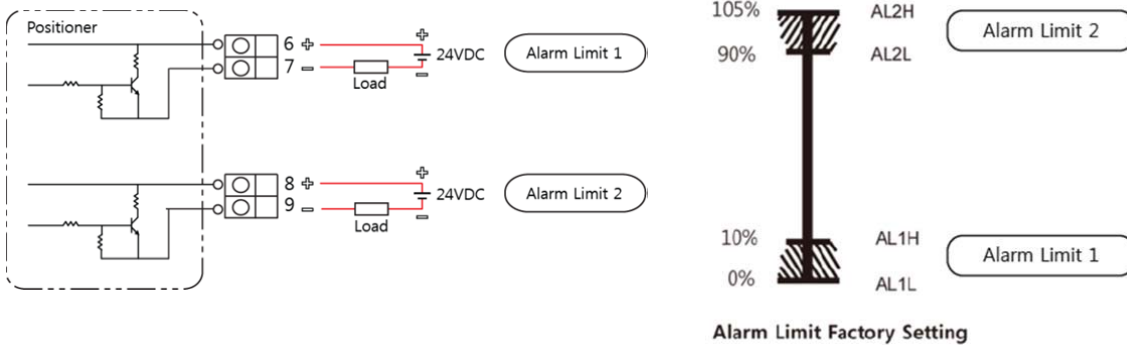 Positioner
6 +
7 −
+
24VDC
−
Load
Alarm Limit 1
8 +
9 −
+
24VDC
−
Load
Alarm Limit 2
105%
AL2H
Alarm Limit 2
90%
AL2L
10%
AL1H
Alarm Limit 1
0%
AL1L
Alarm Limit Factory Setting